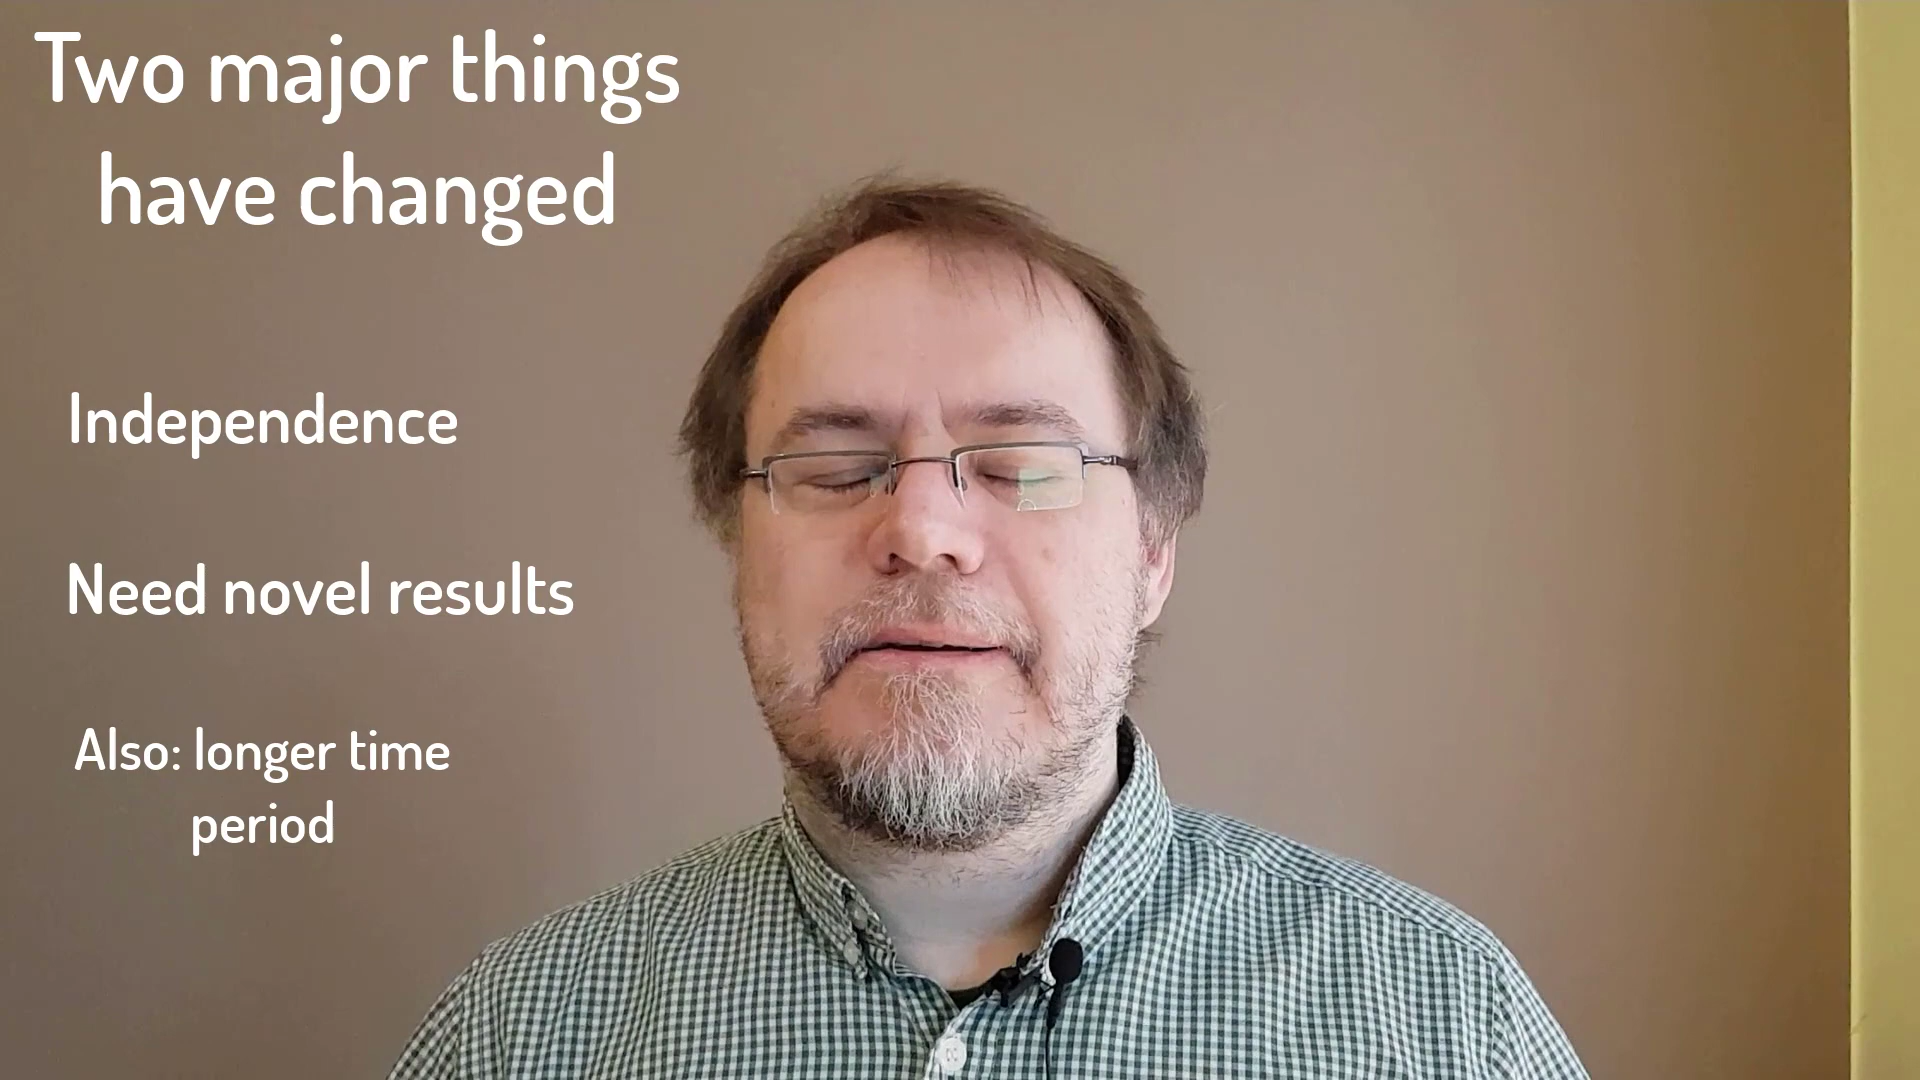 Two major things
have changed
Independence
Need novel results
Also: longer time
period